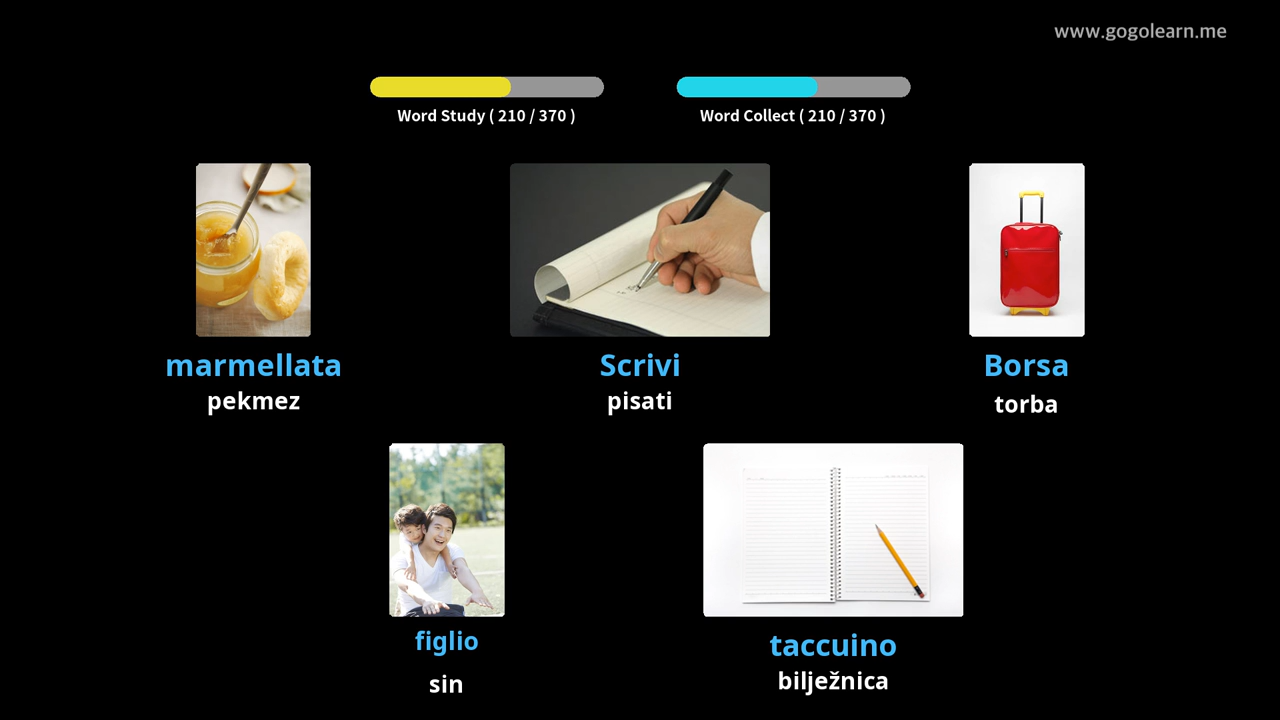 www.gogolearn.me
Word Study ( 210 / 370 )
Word Collect ( 210 / 370 )
marmellata
pekmez
Scrivi
pisati
Borsa
torba
figlio
sin
taccuino
bilježnica